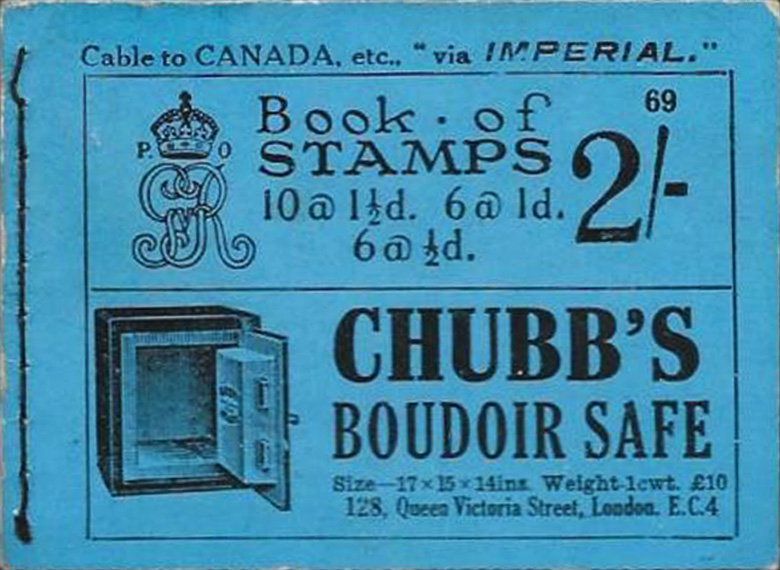 Cable to CANADA, etc., "via IMPERIAL."
69
Book · of
STAMPS
2/-
P. O
GR
10 @ 1½d. 6 @ 1d.
6 @ ½d.
CHUBB'S
BOUDOIR SAFE
Size—17 × 15 × 14ins. Weight-1cwt. £10
128, Queen Victoria Street, London. E.C.4